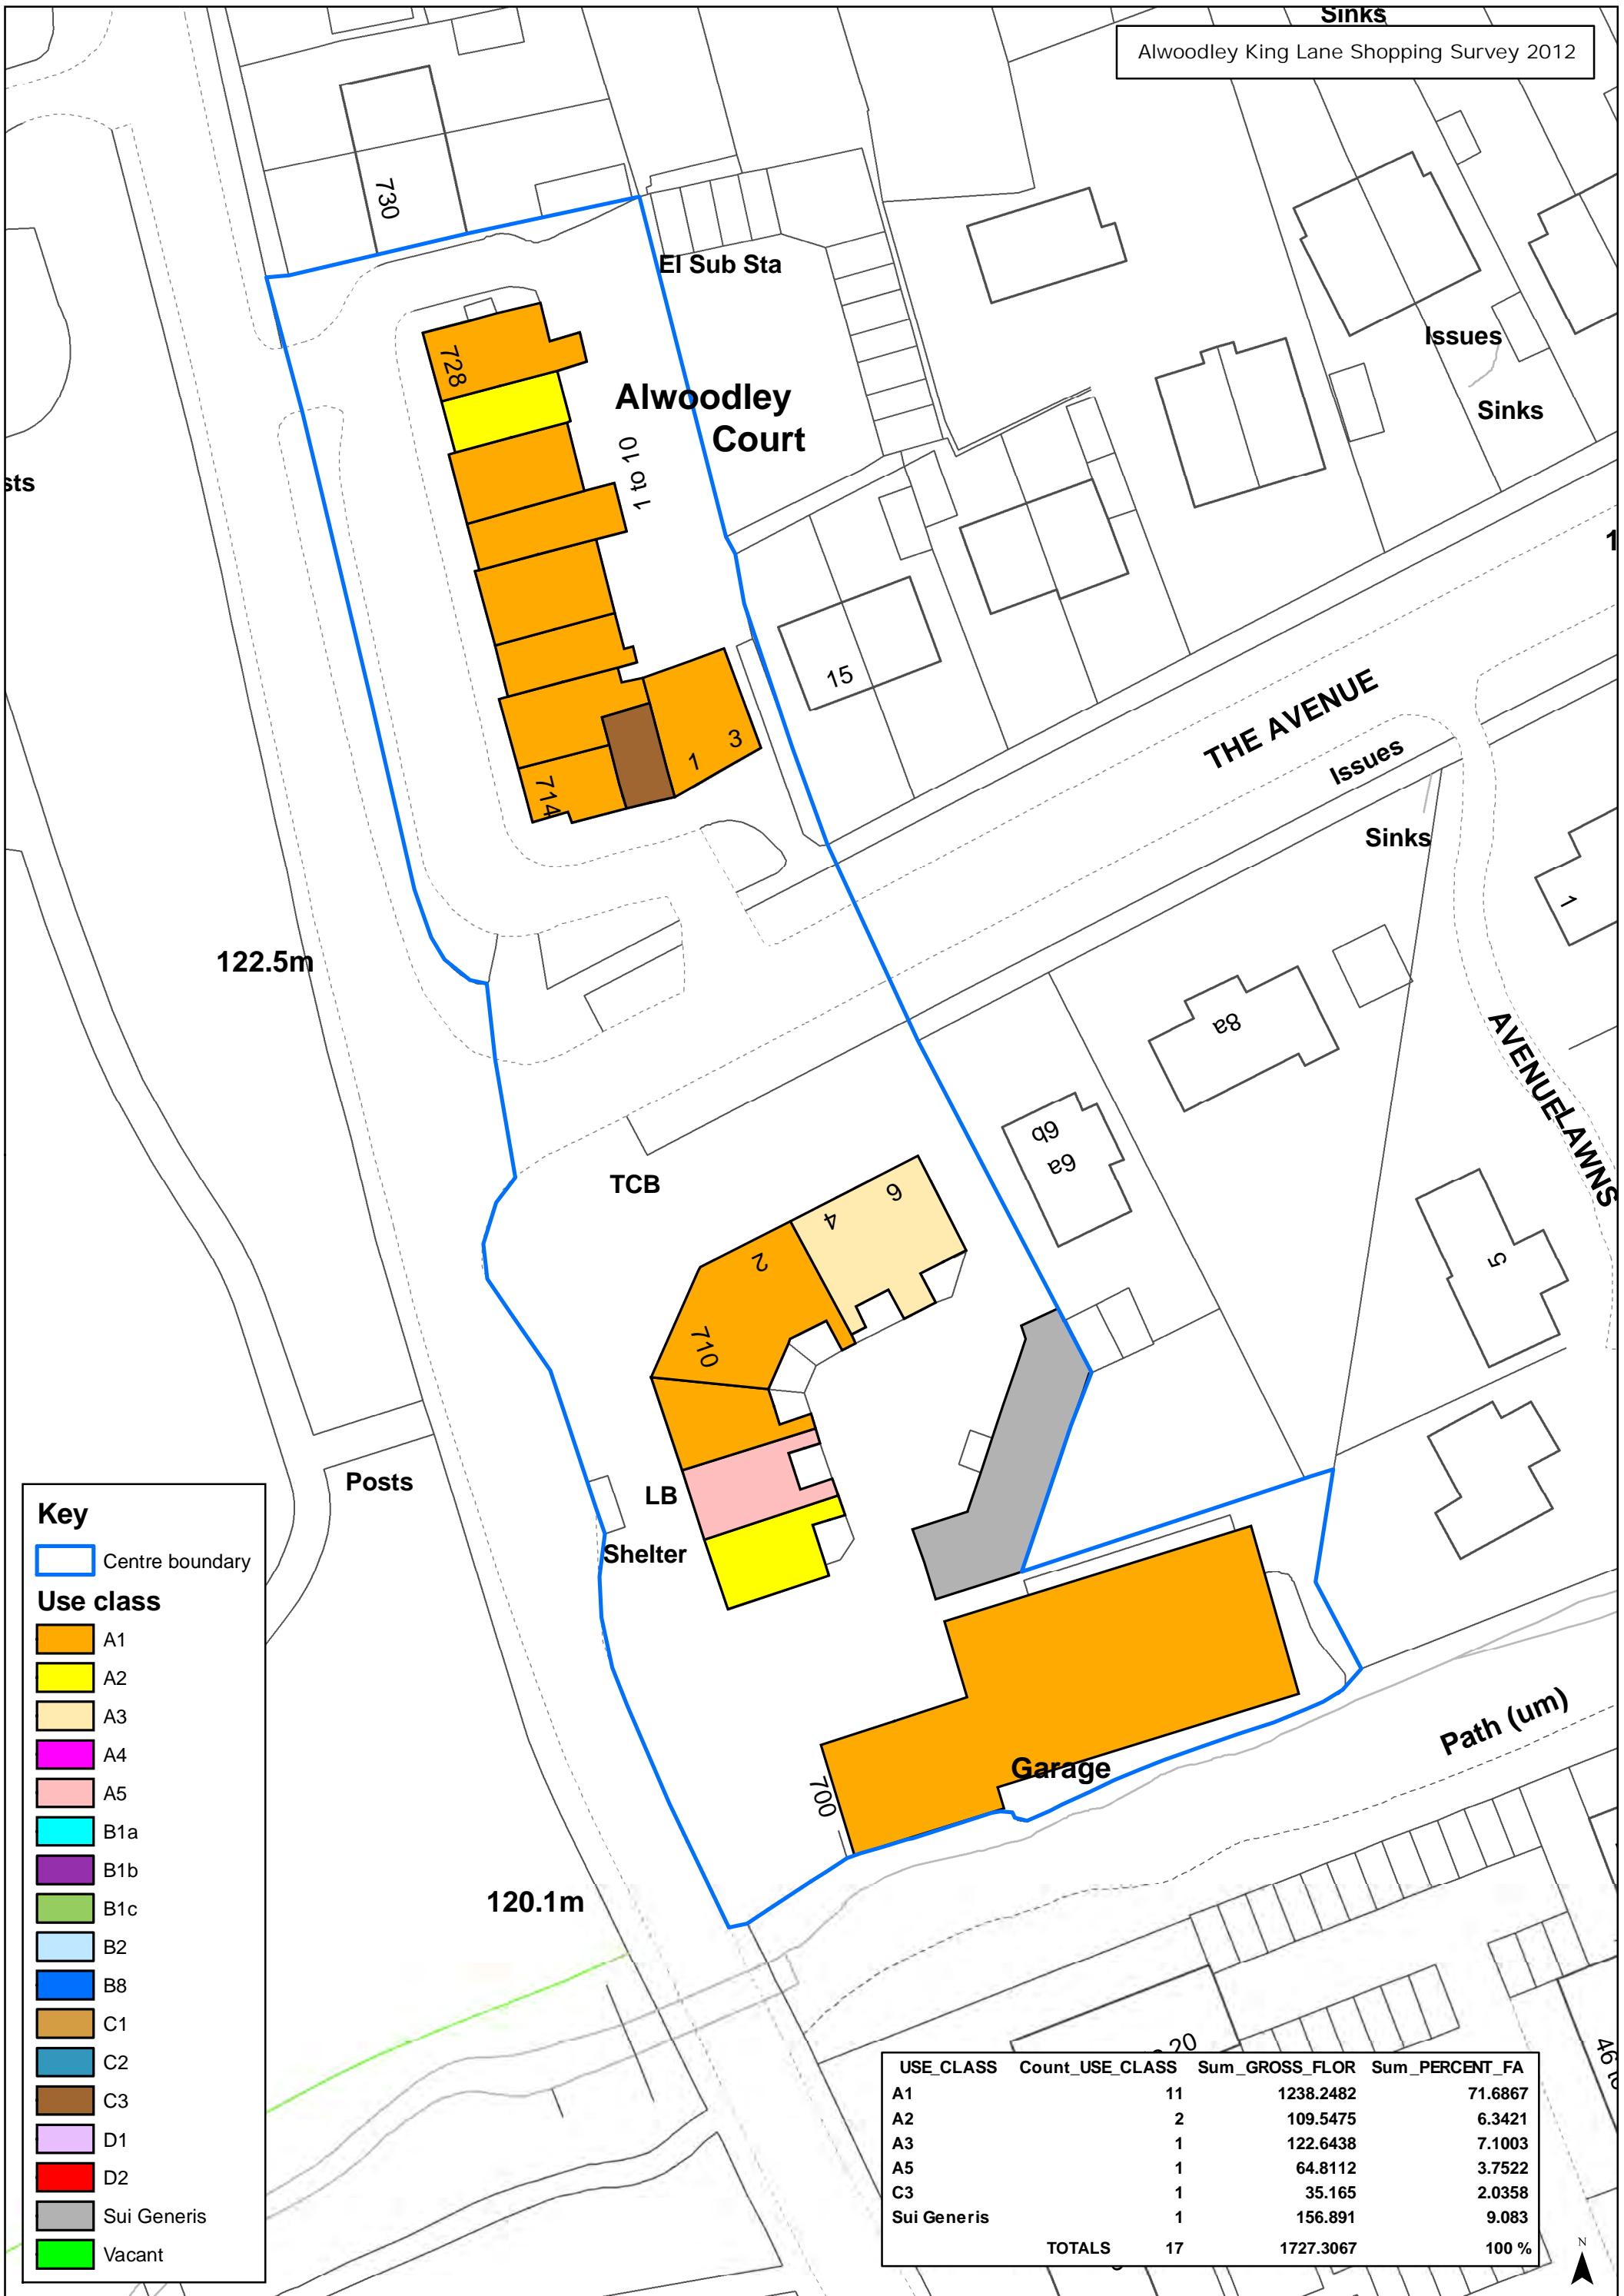 Sinks
Alwoodley King Lane Shopping Survey 2012
730
El Sub Sta
728
Issues
Alwoodley
Court
1 to 10
Sinks
sts
1
15
THE AVENUE
Issues
3
1
714
Sinks
1
122.5m
8a
AVENUE LAWNS
6b
6a
TCB
6
4
2
5
710
Posts
LB
Shelter
Garage
700
Path (um)
120.1m
Key
Centre boundary
Use class
A1
A2
A3
A4
A5
B1a
B1b
B1c
B2
B8
C1
C2
C3
D1
D2
Sui Generis
Vacant
20
46 to
USE_CLASS Count_USE_CLASS Sum_GROSS_FLOR Sum_PERCENT_FA
A1 11 1238.2482 71.6867
A2 2 109.5475 6.3421
A3 1 122.6438 7.1003
A5 1 64.8112 3.7522
C3 1 35.165 2.0358
Sui Generis 1 156.891 9.083
TOTALS 17 1727.3067 100 %
N